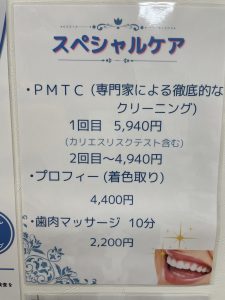 スペシャルケア
・PMTC（専門家による徹底的な
クリーニング）
1回目 5,940円
（カリエスリスクテスト含む）
2回目〜4,940円
・プロフィー（着色取り）
4,400円
・歯肉マッサージ 10分
2,200円